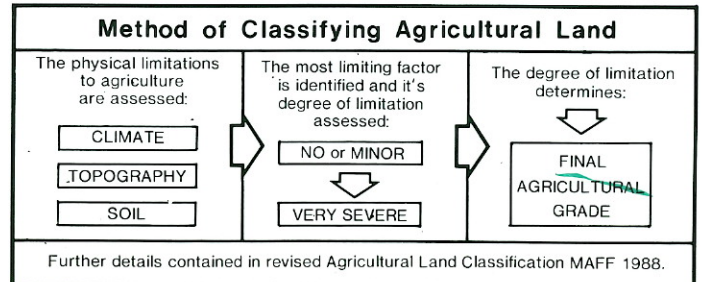 Method of Classifying Agricultural Land
The physical limitations
to agriculture
are assessed:
CLIMATE
TOPOGRAPHY
SOIL
The most limiting factor
is identified and it's
degree of limitation
assessed:
NO or MINOR
VERY SEVERE
The degree of limitation
determines:
FINAL
AGRICULTURAL
GRADE
Further details contained in revised Agricultural Land Classification MAFF 1988.